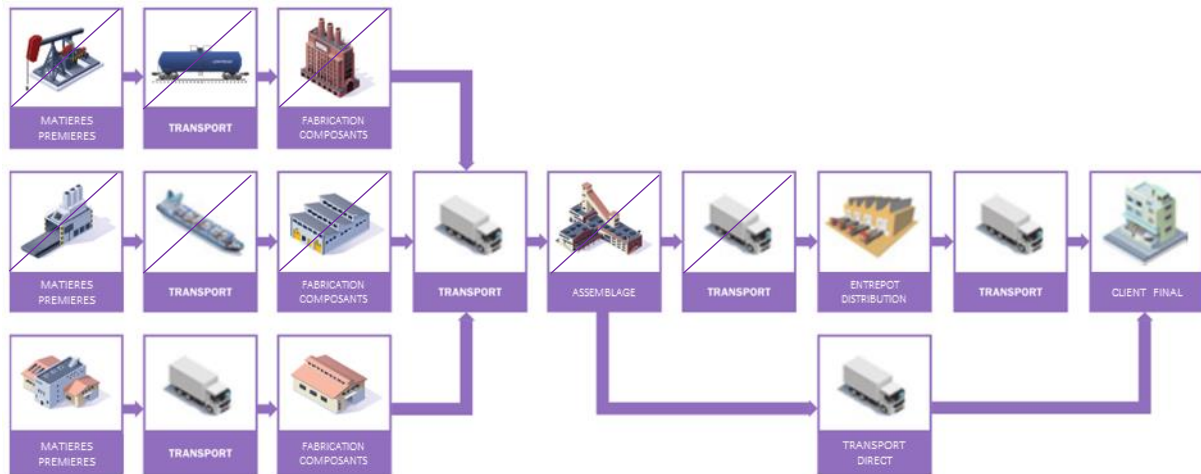 MATIERES
PREMIERES
TRANSPORT
FABRICATION
COMPOSANTS
MATIERES
PREMIERES
TRANSPORT
FABRICATION
COMPOSANTS
TRANSPORT
ASSEMBLAGE
TRANSPORT
ENTREPOT
DISTRIBUTION
TRANSPORT
CLIENT FINAL
MATIERES
PREMIERES
TRANSPORT
FABRICATION
COMPOSANTS
TRANSPORT
DIRECT